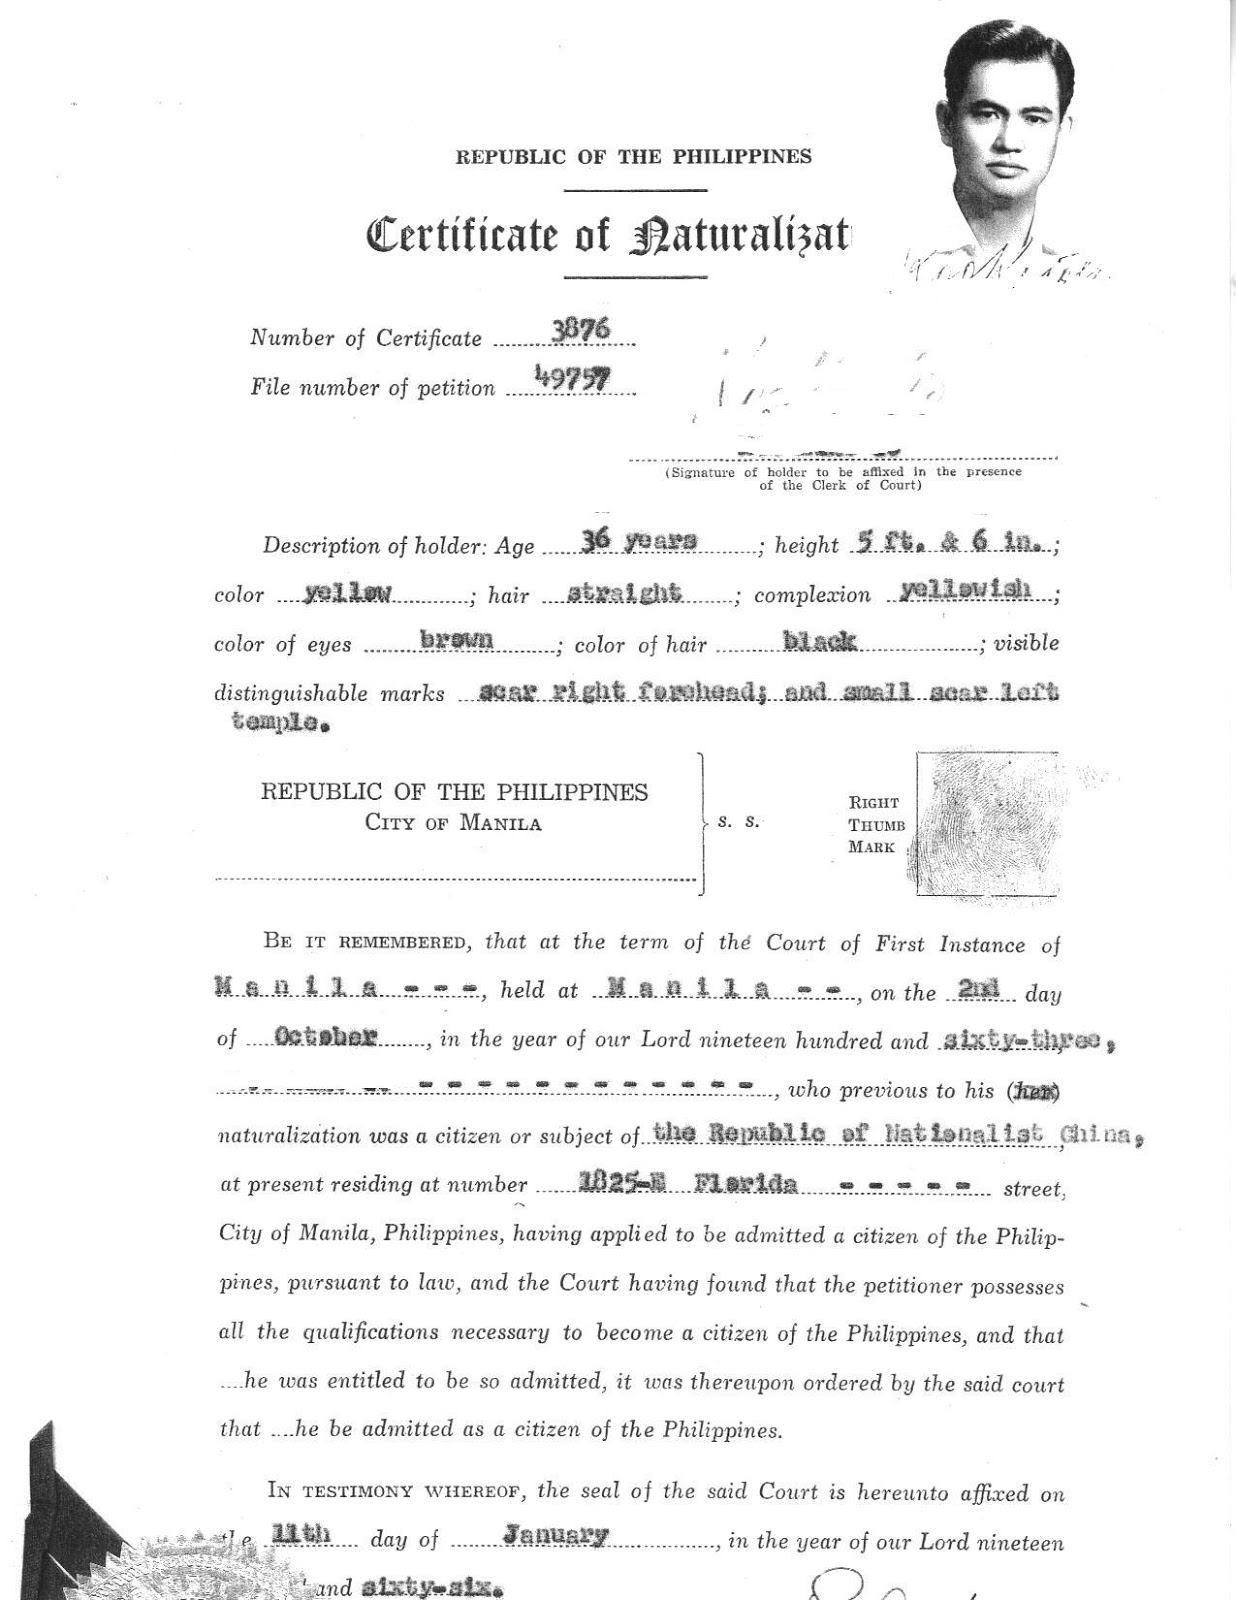 REPUBLIC OF THE PHILIPPINES
Certificate of Naturalizat
Number of Certificate 3876
File number of petition 49757
(Signature of holder to be affixed in the presence
of the Clerk of Court)
Description of holder: Age 36 years; height 5 ft. & 6 in.;
color yellow; hair straight; complexion yellowish;
color of eyes brown; color of hair black; visible
distinguishable marks scar right forehead; and small scar left
temple.
REPUBLIC OF THE PHILIPPINES
CITY OF MANILA
S. S.
RIGHT
THUMB
MARK
BE IT REMEMBERED, that at the term of the Court of First Instance of
M a n i l a - - -, held at M a n i l a - -, on the 2nd day
of October, in the year of our Lord nineteen hundred and sixty-three,
- - - - - - - - - - - -, who previous to his (her)
naturalization was a citizen or subject of the Republic of Nationalist China,
at present residing at number 1825-E Florida - - - - - street,
City of Manila, Philippines, having applied to be admitted a citizen of the Philip-
pines, pursuant to law, and the Court having found that the petitioner possesses
all the qualifications necessary to become a citizen of the Philippines, and that
....he was entitled to be so admitted, it was thereupon ordered by the said court
that ....he be admitted as a citizen of the Philippines.
IN TESTIMONY WHEREOF, the seal of the said Court is hereunto affixed on
the 11th day of January, in the year of our Lord nineteen
and sixty-six.